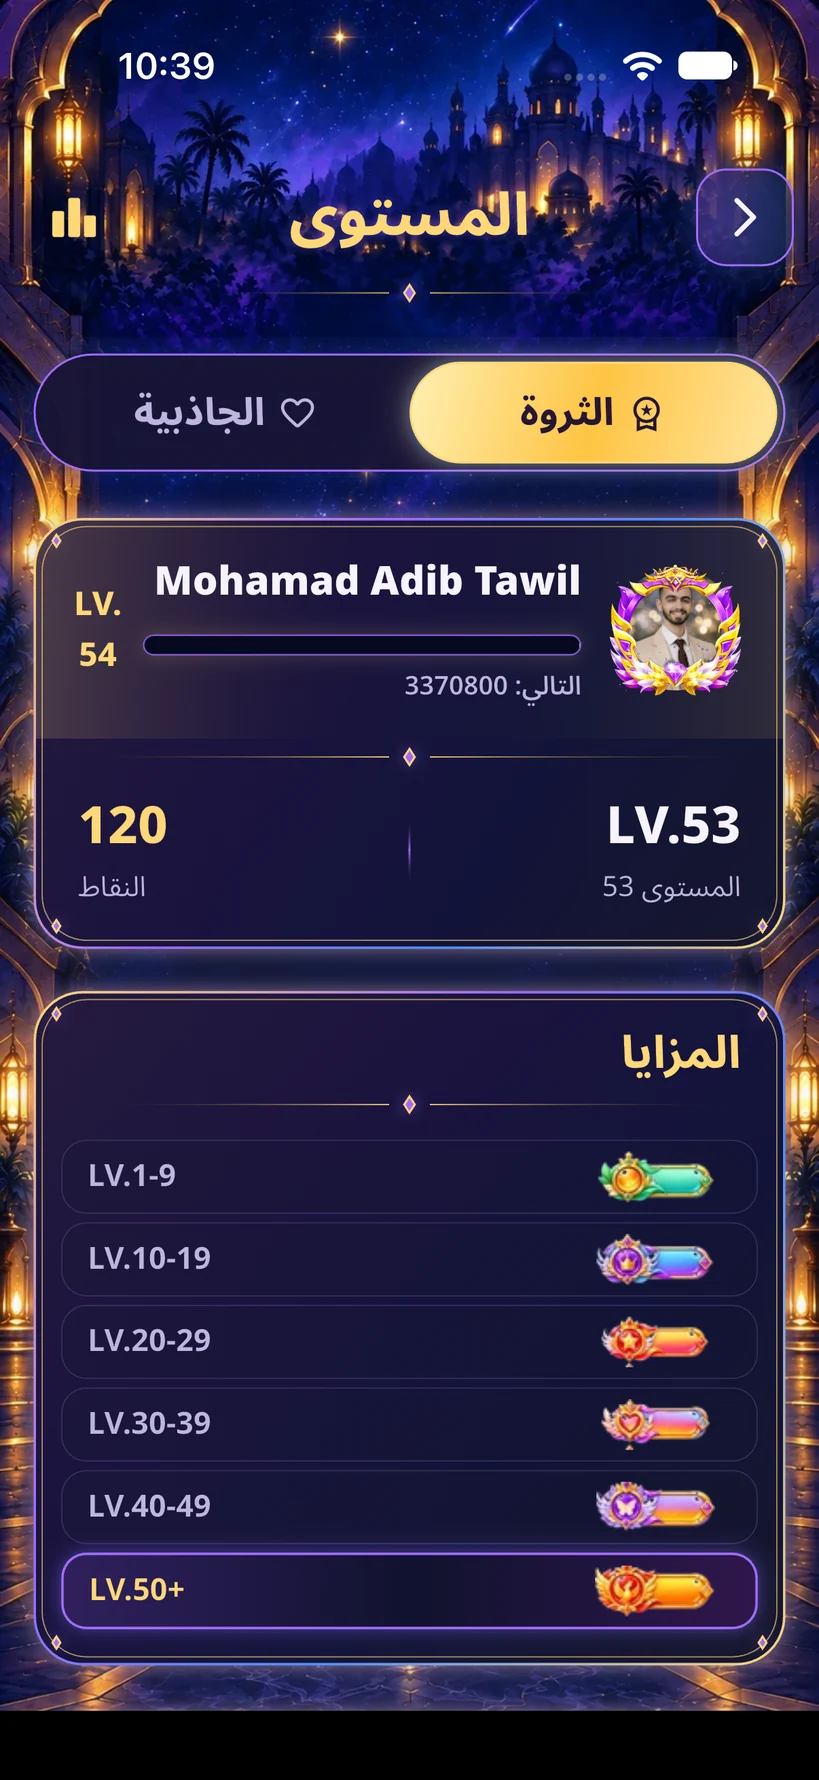 10:39
المستوى
الثروة
الجاذبية
Mohamad Adib Tawil
LV.
54
التالي: 3370800
LV.53
المستوى 53
120
النقاط
المزايا
LV.1-9
LV.10-19
LV.20-29
LV.30-39
LV.40-49
LV.50+